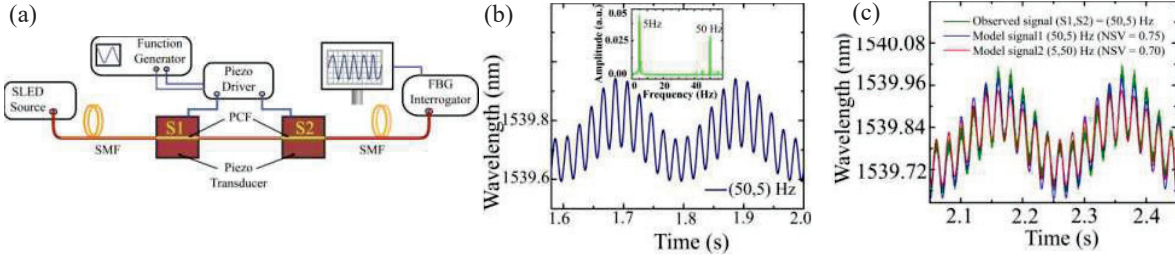 (a)
Function
Generator
Piezo
Driver
SLED
Source
FBG
Interrogator
S1
PCF
S2
SMF
SMF
Piezo
Transducer
(b)
Wavelength (nm)
1539.8
1539.6
1.6 1.7 1.8 1.9 2.0
Time (s)
(50,5) Hz
Amplitude (a.u.)
0.05
0.03
0.00
0 20 40
Frequency (Hz)
5Hz
50 Hz
(c)
Wavelength (nm)
1540.08
1539.96
1539.84
1539.72
2.1 2.2 2.3 2.4
Time (s)
Observed signal (S1,S2) = (50,5) Hz
Model signal1 (50,5) Hz (NSV = 0.75)
Model signal2 (5,50) Hz (NSV = 0.70)